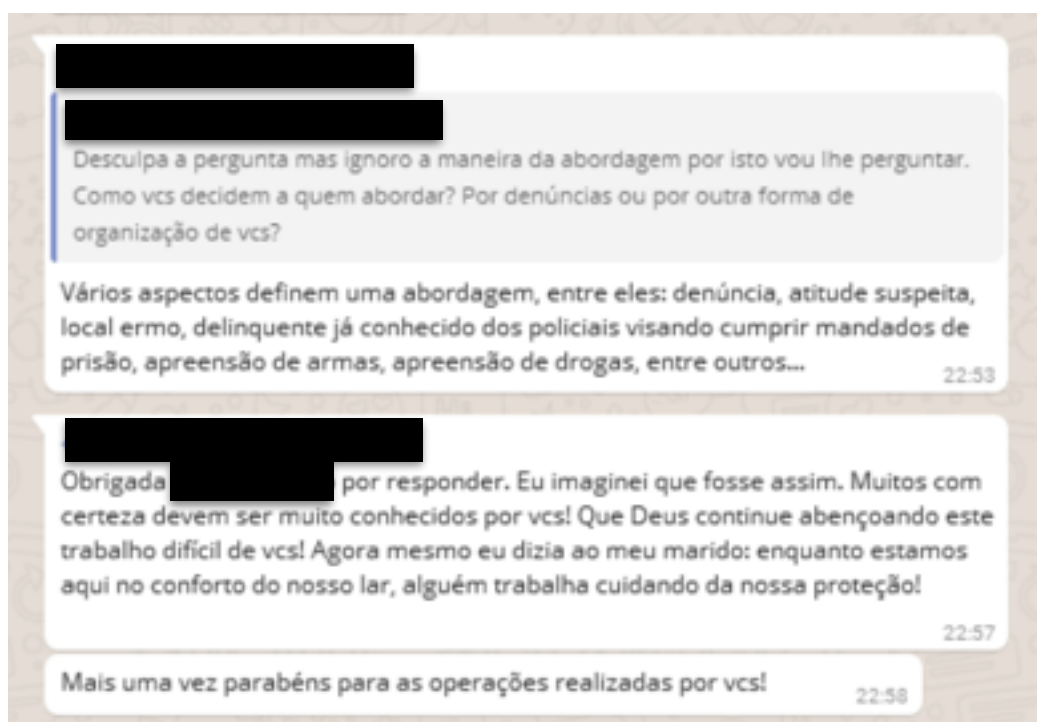 Desculpa a pergunta mas ignoro a maneira da abordagem por isto vou lhe perguntar.
Como vcs decidem a quem abordar? Por denúncias ou por outra forma de
organização de vcs?
Vários aspectos definem uma abordagem, entre eles: denúncia, atitude suspeita,
local ermo, delinquente já conhecido dos policiais visando cumprir mandados de
prisão, apreensão de armas, apreensão de drogas, entre outros...
22:53
Obrigada por responder. Eu imaginei que fosse assim. Muitos com
certeza devem ser muito conhecidos por vcs! Que Deus continue abençoando este
trabalho difícil de vcs! Agora mesmo eu dizia ao meu marido: enquanto estamos
aqui no conforto do nosso lar, alguém trabalha cuidando da nossa proteção!
22:57
Mais uma vez parabéns para as operações realizadas por vcs!
22:58